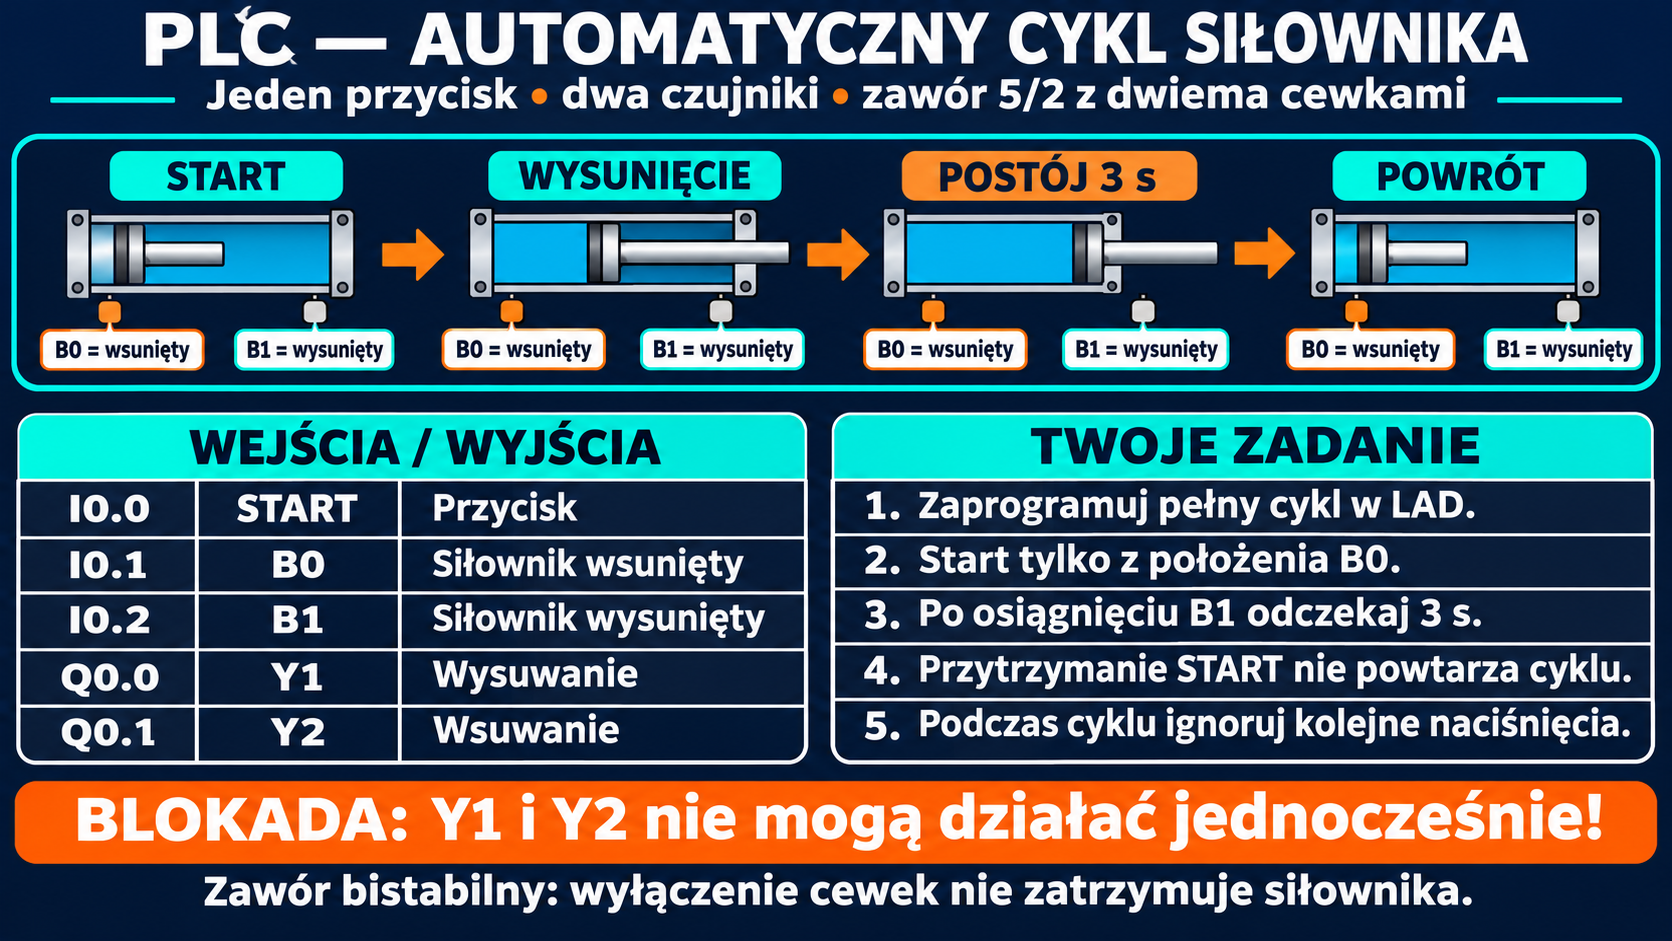 PLC — AUTOMATYCZNY CYKL SIŁOWNIKA
Jeden przycisk • dwa czujniki • zawór 5/2 z dwiema cewkami
START
WYSUNIĘCIE
POSTÓJ 3 s
POWRÓT
B0 = wsunięty
B1 = wysunięty
B0 = wsunięty
B1 = wysunięty
B0 = wsunięty
B1 = wysunięty
B0 = wsunięty
B1 = wysunięty
WEJŚCIA / WYJŚCIA
I0.0 START Przycisk
I0.1 B0 Siłownik wsunięty
I0.2 B1 Siłownik wysunięty
Q0.0 Y1 Wysuwanie
Q0.1 Y2 Wsuwanie
TWOJE ZADANIE
1. Zaprogramuj pełny cykl w LAD.
2. Start tylko z położenia B0.
3. Po osiągnięciu B1 odczekaj 3 s.
4. Przytrzymanie START nie powtarza cyklu.
5. Podczas cyklu ignoruj kolejne naciśnięcia.
BLOKADA: Y1 i Y2 nie mogą działać jednocześnie!
Zawór bistabilny: wyłączenie cewek nie zatrzymuje siłownika.